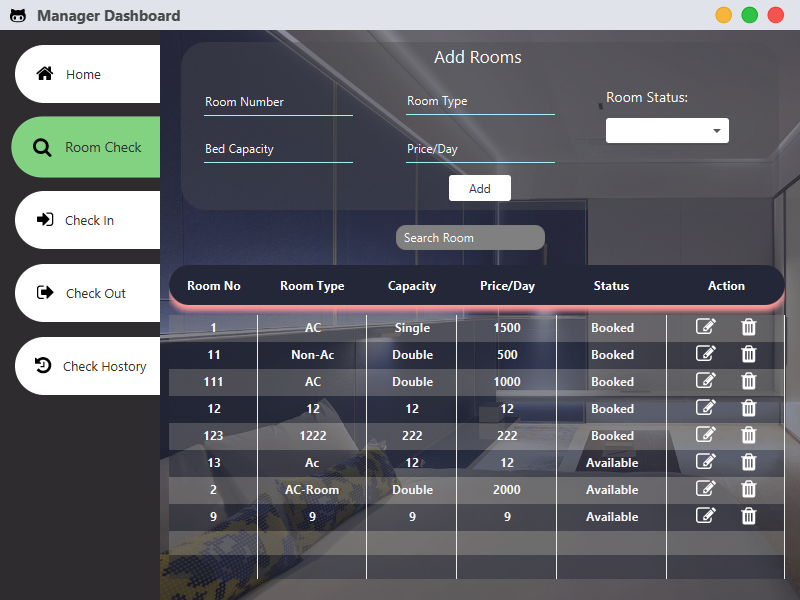 Manager Dashboard
Home
Room Check
Check In
Check Out
Check Hostory
Add Rooms
Room Number
Room Type
Room Status:
Bed Capacity
Price/Day
Add
Search Room
Room No Room Type Capacity Price/Day Status Action
1 AC Single 1500 Booked
11 Non-Ac Double 500 Booked
111 AC Double 1000 Booked
12 12 12 12 Booked
123 1222 222 222 Booked
13 Ac 12 12 Available
2 AC-Room Double 2000 Available
9 9 9 9 Available